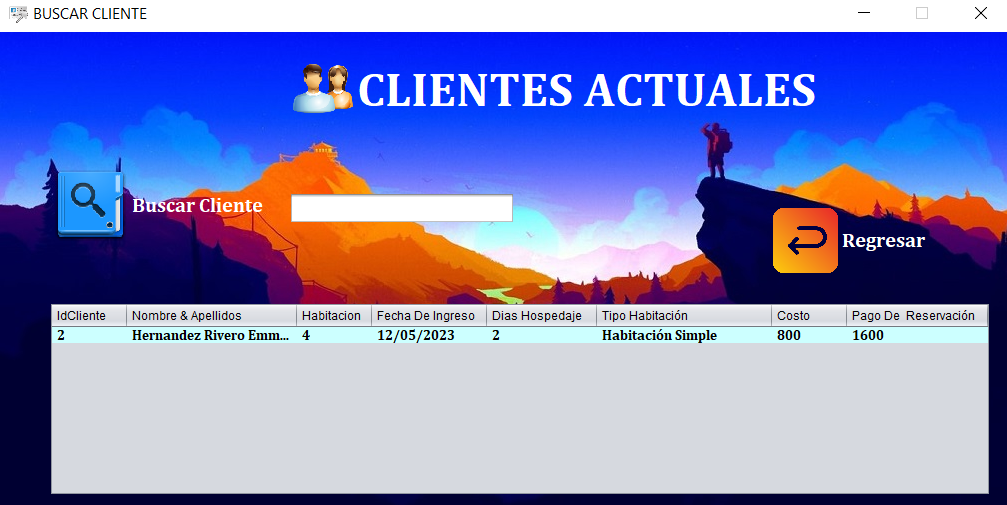 BUSCAR CLIENTE
CLIENTES ACTUALES
Buscar Cliente
Regresar
IdCliente Nombre & Apellidos Habitacion Fecha De Ingreso Dias Hospedaje Tipo Habitación Costo Pago De Reservación
2 Hernandez Rivero Emm... 4 12/05/2023 2 Habitación Simple 800 1600